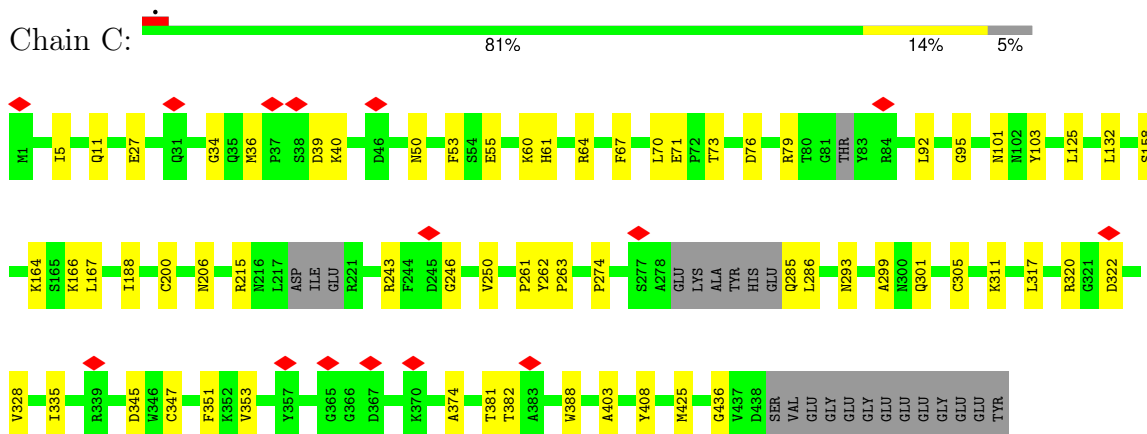 Chain C:
81% 14% 5%
M1 I5 Q11 E27 Q31 G34 Q35 M36 P37 S38 D39 K40 D46 N50 F53 S54 E55 K60 H61 R64 F67 L70 E71 P72 T73 D76 R79 T80 G81 THR Y83 R84 L92 G95 N101 N102 Y103 L125 L132 S158
K164 S165 K166 L167 I188 C200 N206 R215 N216 L217 ASP ILE GLU R221 R243 F244 D245 G246 V250 P261 Y262 P263 P274 S277 A278 GLU LYS ALA TYR HIS GLU Q285 L286 N293 A299 N300 Q301 C305 K311 L317 R320 G321 D322
V328 I335 R339 D345 W346 C347 F351 K352 V353 Y357 G365 G366 D367 K370 A374 T381 T382 A383 W388 A403 Y408 M425 G436 V437 D438 SER VAL GLU GLY GLU GLY GLU GLU GLU GLY GLU GLU TYR